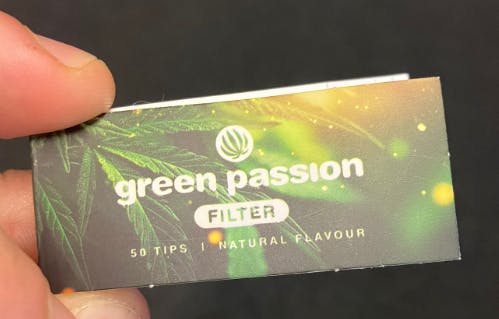 green passion
FILTER
50 TIPS | NATURAL FLAVOUR